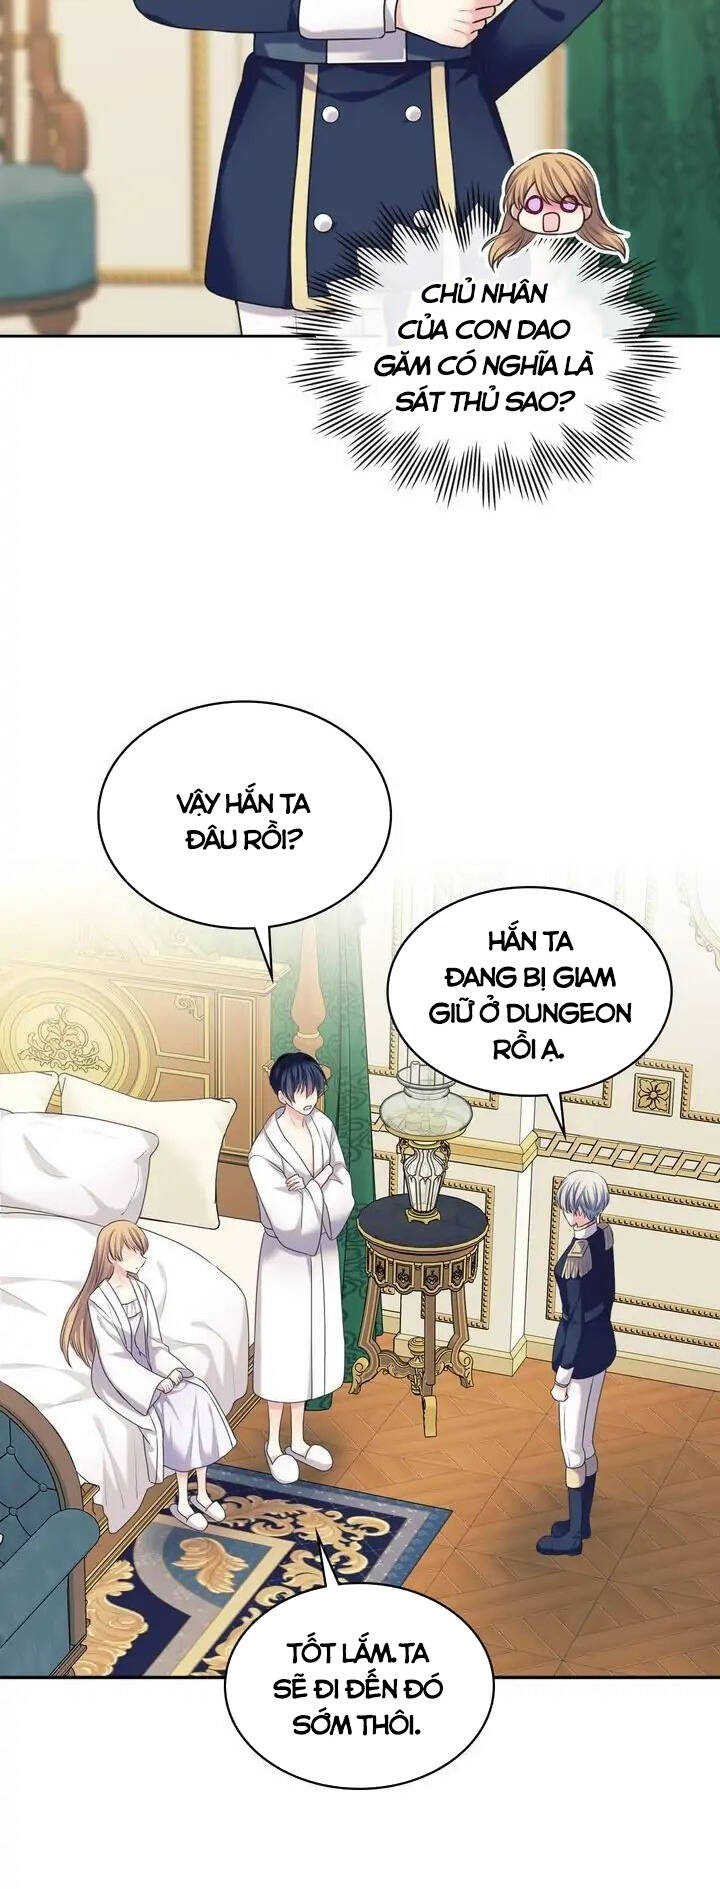 CHỦ NHÂN
CỦA CON DAO
GĂM CÓ NGHĨA LÀ
SÁT THỦ SAO?
VẬY HẮN TA
ĐÂU RỒI?
HẮN TA
ĐANG BỊ GIAM
GIỮ Ở DUNGEON
RỒI Ạ.
TỐT LẮM. TA
SẼ ĐI ĐẾN ĐÓ
SỚM THÔI.